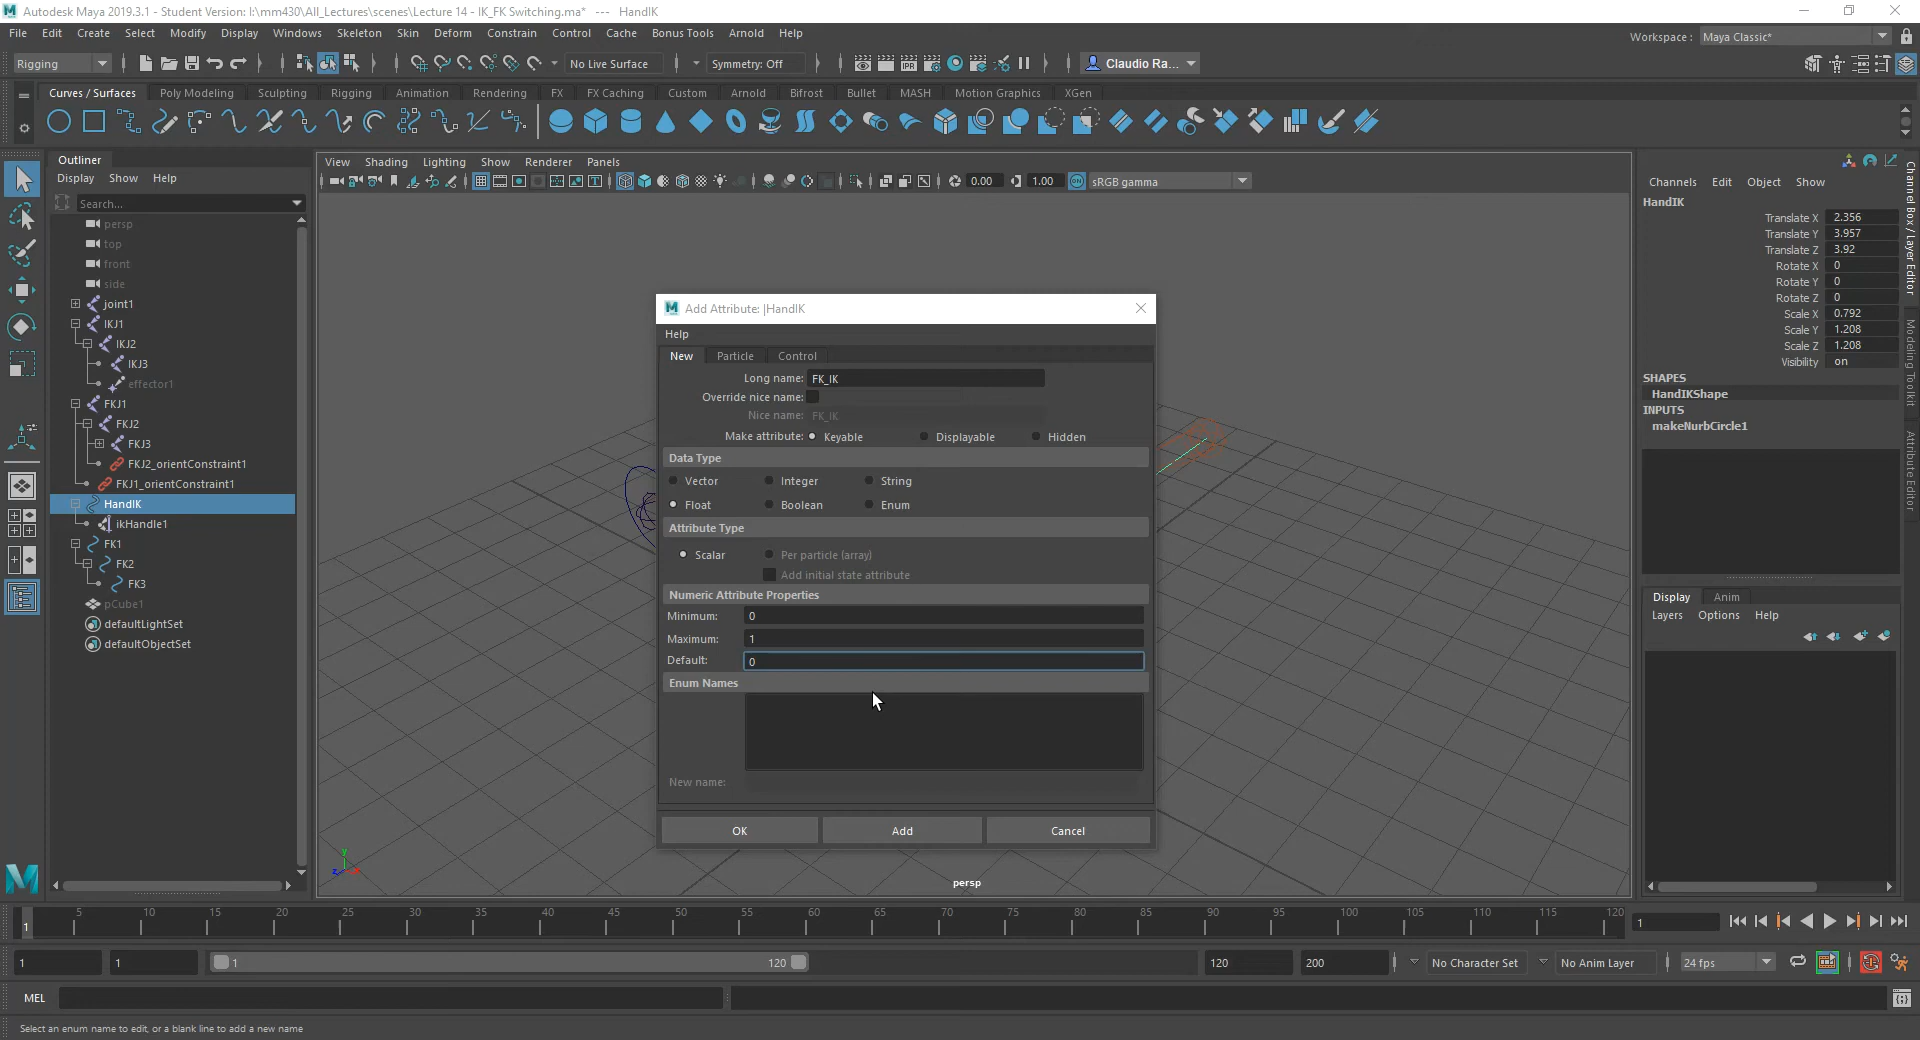 Autodesk Maya 2019.3.1 - Student Version: I:\mm430\All_Lectures\scenes\Lecture 14 - IK_FK Switching.ma* --- HandIK
File Edit Create Select Modify Display Windows Skeleton Skin Deform Constrain Control Cache Bonus Tools Arnold Help
Workspace : Maya Classic*
Rigging No Live Surface Symmetry: Off IPR Claudio Ra...
Curves / Surfaces Poly Modeling Sculpting Rigging Animation Rendering FX FX Caching Custom Arnold Bifrost Bullet MASH Motion Graphics XGen
Outliner
Display Show Help
Search...
persp
top
front
side
joint1
IKJ1
IKJ2
IKJ3
effector1
FKJ1
FKJ2
FKJ3
FKJ2_orientConstraint1
FKJ1_orientConstraint1
HandIK
ikHandle1
FK1
FK2
FK3
pCube1
defaultLightSet
defaultObjectSet
View Shading Lighting Show Renderer Panels
0.00 1.00 ON sRGB gamma
Add Attribute: |HandIK
Help
New Particle Control
Long name: FK_IK
Override nice name:
Nice name: FK_IK
Make attribute: Keyable Displayable Hidden
Data Type
Vector Integer String
Float Boolean Enum
Attribute Type
Scalar Per particle (array)
Add initial state attribute
Numeric Attribute Properties
Minimum: 0
Maximum: 1
Default: 0
Enum Names
New name:
OK Add Cancel
y
z x
persp
Channels Edit Object Show
HandIK
Translate X 2.356
Translate Y 3.957
Translate Z 3.92
Rotate X 0
Rotate Y 0
Rotate Z 0
Scale X 0.792
Scale Y 1.208
Scale Z 1.208
Visibility on
SHAPES
HandIKShape
INPUTS
makeNurbCircle1
Display Anim
Layers Options Help
Channel Box / Layer Editor
Modeling Toolkit
Attribute Editor
1 5 10 15 20 25 30 35 40 45 50 55 60 65 70 75 80 85 90 95 100 105 110 115 120
1
1 1 1 120 120 200 No Character Set No Anim Layer 24 fps
MEL
Select an enum name to edit, or a blank line to add a new name